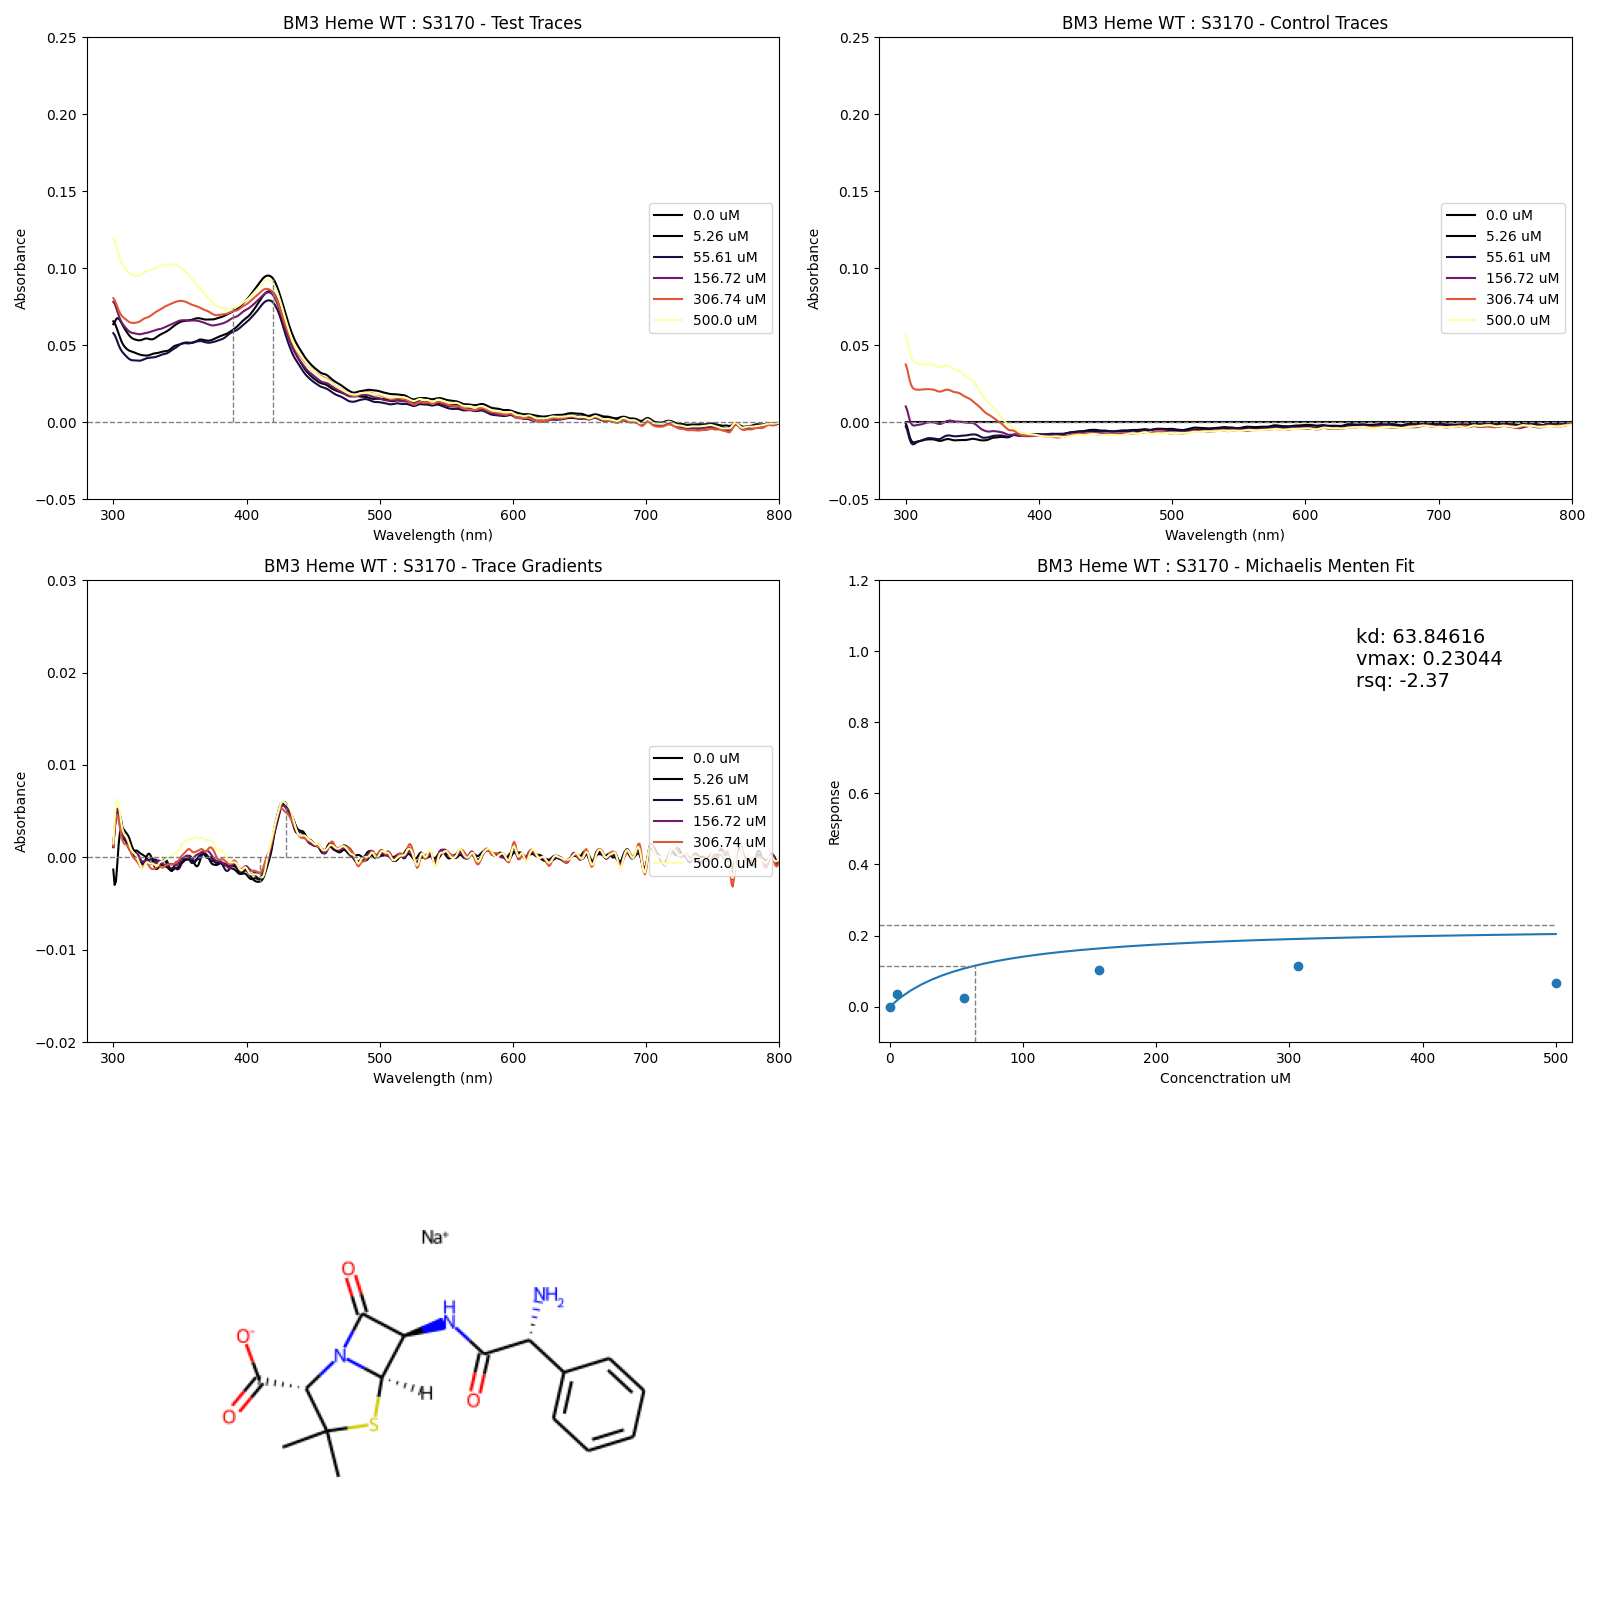 BM3 Heme WT : S3170 - Test Traces
0.25
0.20
0.15
0.10
0.05
0.00
−0.05
Absorbance
300 400 500 600 700 800
Wavelength (nm)
0.0 uM
5.26 uM
55.61 uM
156.72 uM
306.74 uM
500.0 uM
BM3 Heme WT : S3170 - Control Traces
0.25
0.20
0.15
0.10
0.05
0.00
−0.05
Absorbance
300 400 500 600 700 800
Wavelength (nm)
0.0 uM
5.26 uM
55.61 uM
156.72 uM
306.74 uM
500.0 uM
BM3 Heme WT : S3170 - Trace Gradients
0.03
0.02
0.01
0.00
−0.01
−0.02
Absorbance
300 400 500 600 700 800
Wavelength (nm)
0.0 uM
5.26 uM
55.61 uM
156.72 uM
306.74 uM
500.0 uM
BM3 Heme WT : S3170 - Michaelis Menten Fit
1.2
1.0
0.8
0.6
0.4
0.2
0.0
Response
0 100 200 300 400 500
Concenctration uM
kd: 63.84616
vmax: 0.23044
rsq: -2.37
Na+
O
NH2
H
N
O-
N
H
O
O
S